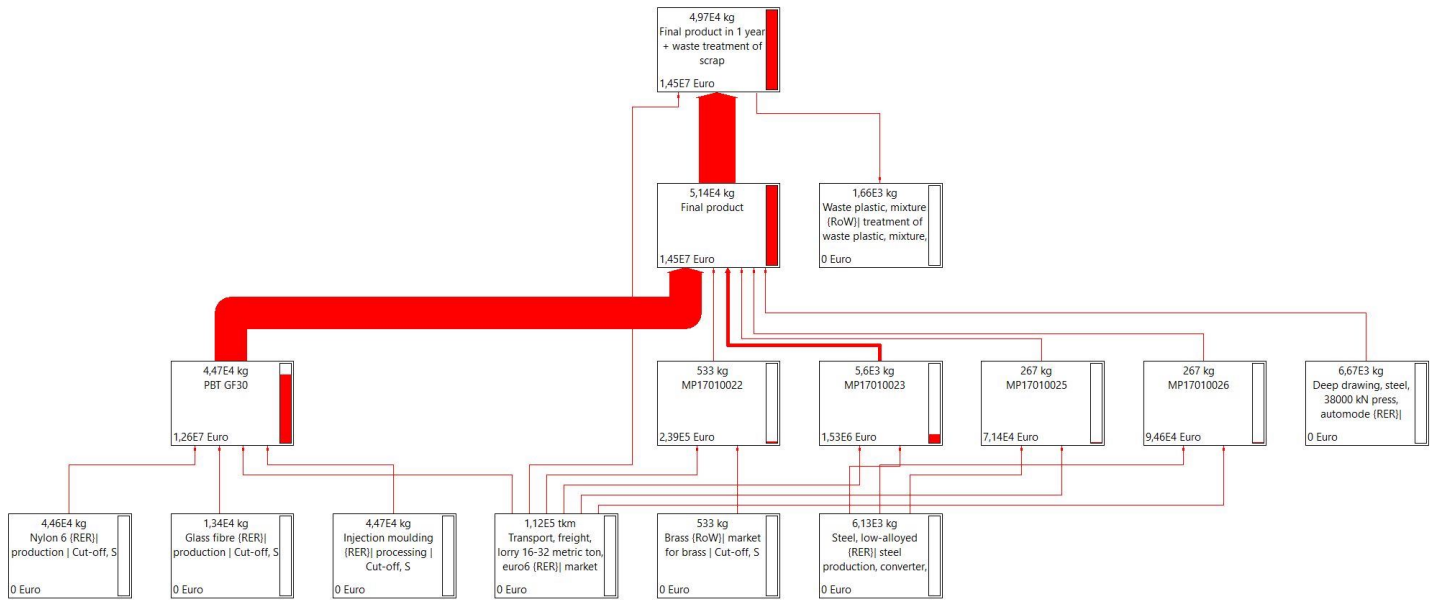 4,97E4 kg
Final product in 1 year
+ waste treatment of
scrap
1,45E7 Euro
5,14E4 kg
Final product
1,45E7 Euro
1,66E3 kg
Waste plastic, mixture
{RoW}| treatment of
waste plastic, mixture,
0 Euro
4,47E4 kg
PBT GF30
1,26E7 Euro
533 kg
MP17010022
2,39E5 Euro
5,6E3 kg
MP17010023
1,53E6 Euro
267 kg
MP17010025
7,14E4 Euro
267 kg
MP17010026
9,46E4 Euro
6,67E3 kg
Deep drawing, steel,
38000 kN press,
automode {RER}|
0 Euro
4,46E4 kg
Nylon 6 {RER}|
production | Cut-off, S
0 Euro
1,34E4 kg
Glass fibre {RER}|
production | Cut-off, S
0 Euro
4,47E4 kg
Injection moulding
{RER}| processing |
Cut-off, S
0 Euro
1,12E5 tkm
Transport, freight,
lorry 16-32 metric ton,
euro6 {RER}| market
0 Euro
533 kg
Brass {RoW}| market
for brass | Cut-off, S
0 Euro
6,13E3 kg
Steel, low-alloyed
{RER}| steel
production, converter,
0 Euro